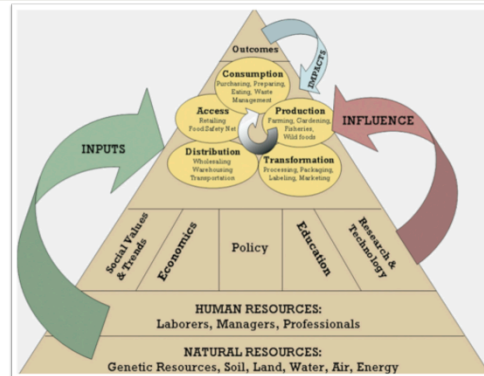 Outcomes
IMPACTS
Consumption
Purchasing, Preparing,
Eating, Waste
Management
Access
Retailing
Food Safety Net
Production
Farming, Gardening,
Fisheries,
Wild foods
Distribution
Wholesaling
Warehousing
Transportation
Transformation
Processing, Packaging,
Labeling, Marketing
INPUTS
INFLUENCE
Social Values
& Trends
Economics
Policy
Education
Research &
Technology
HUMAN RESOURCES:
Laborers, Managers, Professionals
NATURAL RESOURCES:
Genetic Resources, Soil, Land, Water, Air, Energy